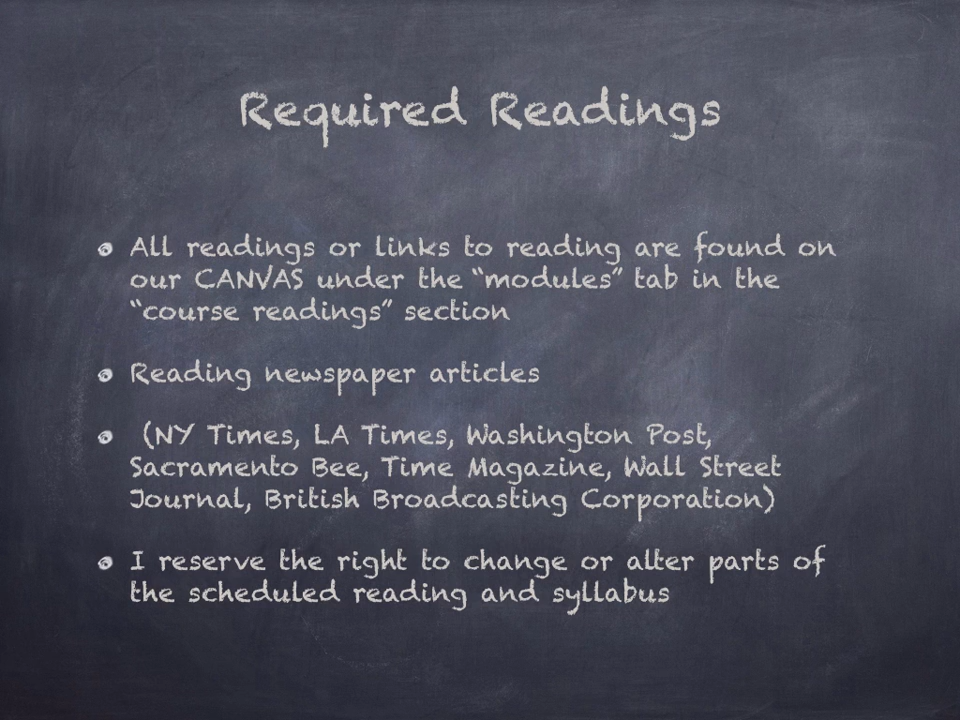 Required Readings
All readings or links to reading are found on
our CANVAS under the “modules” tab in the
“course readings” section
Reading newspaper articles
(NY Times, LA Times, Washington Post,
Sacramento Bee, Time Magazine, Wall Street
Journal, British Broadcasting Corporation)
I reserve the right to change or alter parts of
the scheduled reading and syllabus